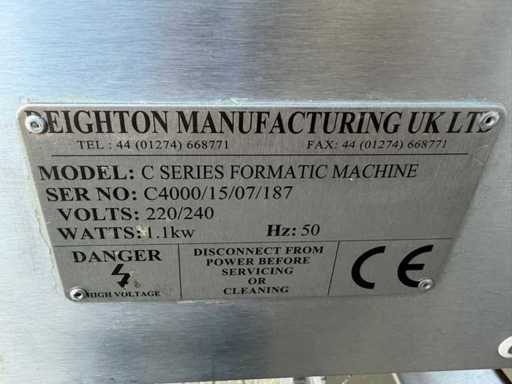 DEIGHTON MANUFACTURING UK LTD
TEL : 44 (01274) 668771 FAX: 44 (01274) 668771
MODEL: C SERIES FORMATIC MACHINE
SER NO: C4000/15/07/187
VOLTS: 220/240
WATTS: 1.1kw Hz: 50
DANGER
HIGH VOLTAGE
DISCONNECT FROM
POWER BEFORE
SERVICING
OR
CLEANING
CE